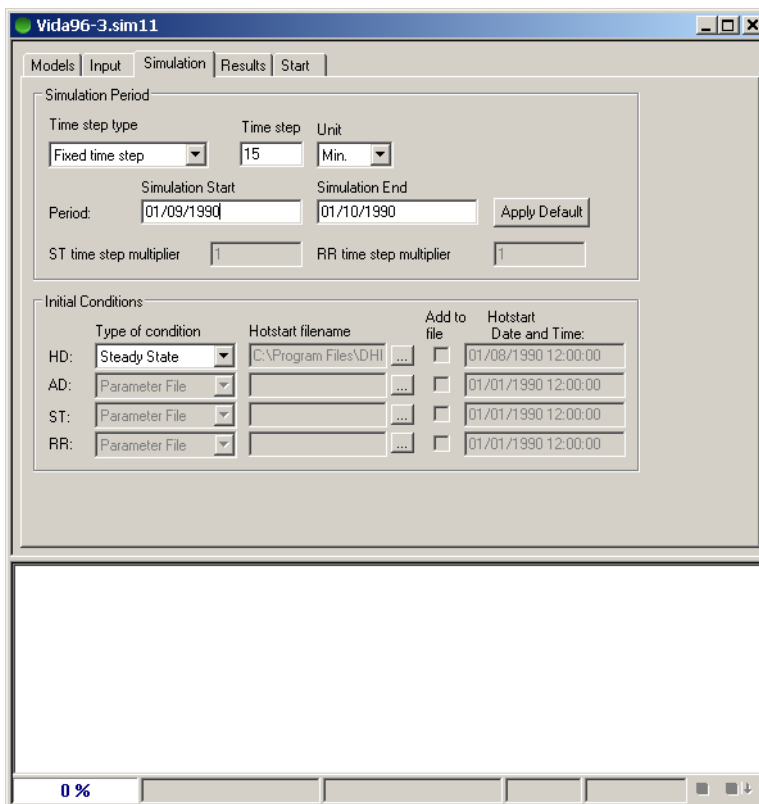 Vida96-3.sim11
Models Input Simulation Results Start
Simulation Period
Time step type Time step Unit
Fixed time step 15 Min.
Simulation Start Simulation End
Period: 01/09/1990 01/10/1990 Apply Default
ST time step multiplier 1 RR time step multiplier 1
Initial Conditions
Add to Hotstart
Type of condition Hotstart filename file Date and Time:
HD: Steady State C:\Program Files\DHI ... 01/08/1990 12:00:00
AD: Parameter File ... 01/01/1990 12:00:00
ST: Parameter File ... 01/01/1990 12:00:00
RR: Parameter File ... 01/01/1990 12:00:00
0 %